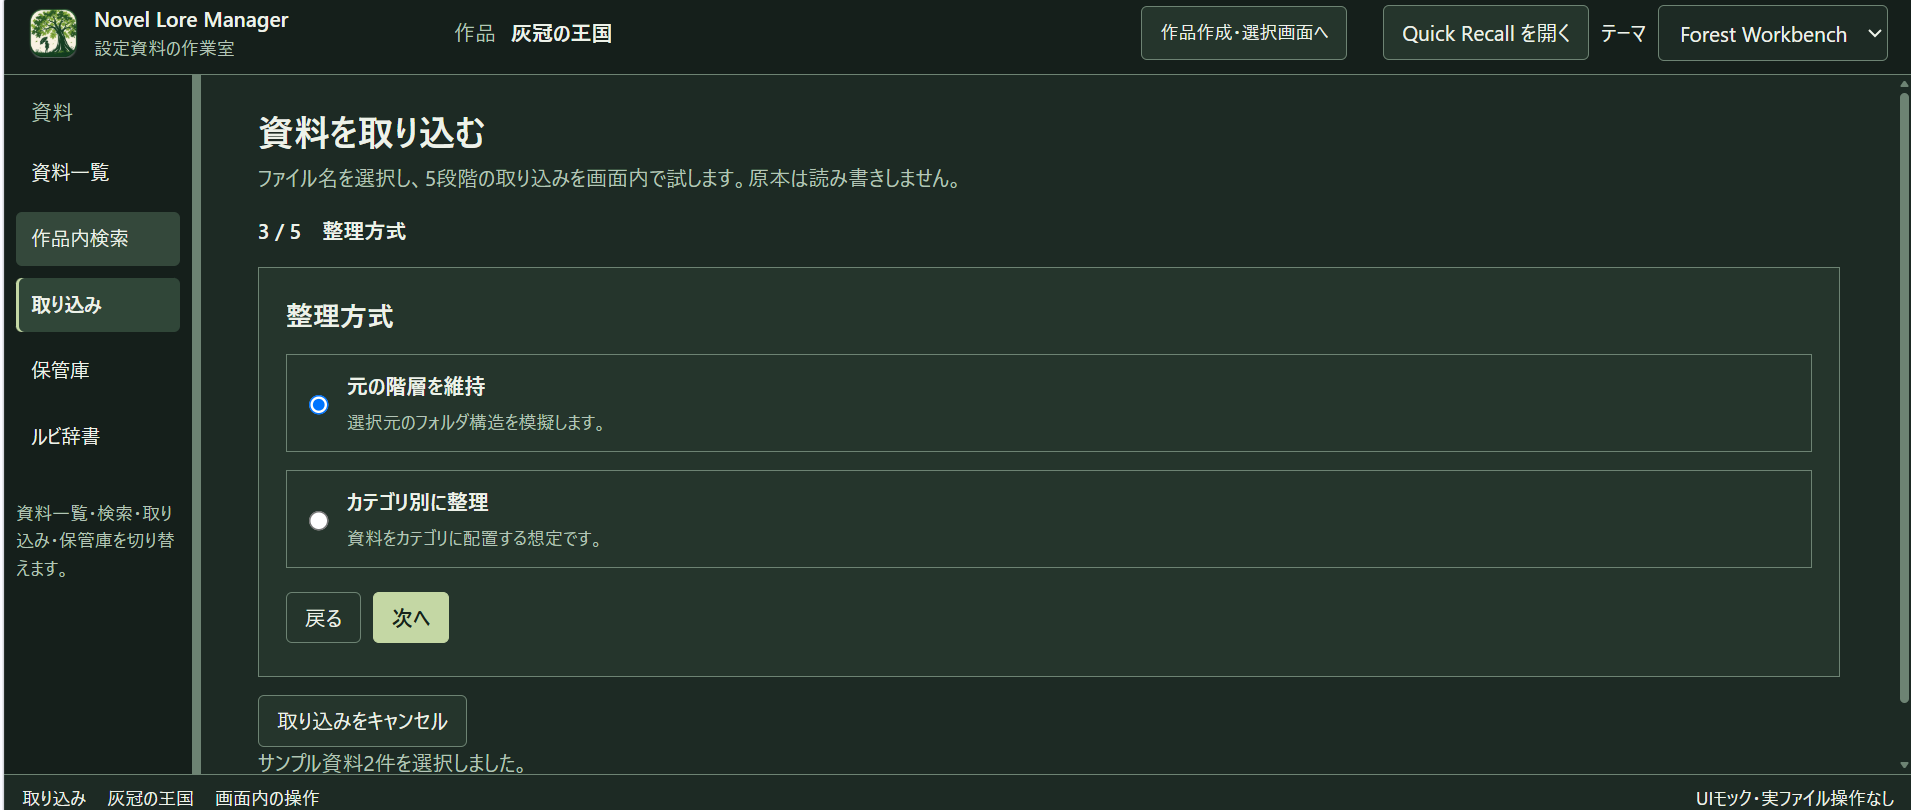 Novel Lore Manager
設定資料の作業室
作品 灰冠の王国
作品作成・選択画面へ
Quick Recall を開く
テーマ
Forest Workbench
資料
資料一覧
作品内検索
取り込み
保管庫
ルビ辞書
資料一覧・検索・取り
込み・保管庫を切り替
えます。
資料を取り込む
ファイル名を選択し、5段階の取り込みを画面内で試します。原本は読み書きしません。
3 / 5 整理方式
整理方式
元の階層を維持
選択元のフォルダ構造を模擬します。
カテゴリ別に整理
資料をカテゴリに配置する想定です。
戻る
次へ
取り込みをキャンセル
サンプル資料2件を選択しました。
取り込み 灰冠の王国 画面内の操作
UIモック・実ファイル操作なし